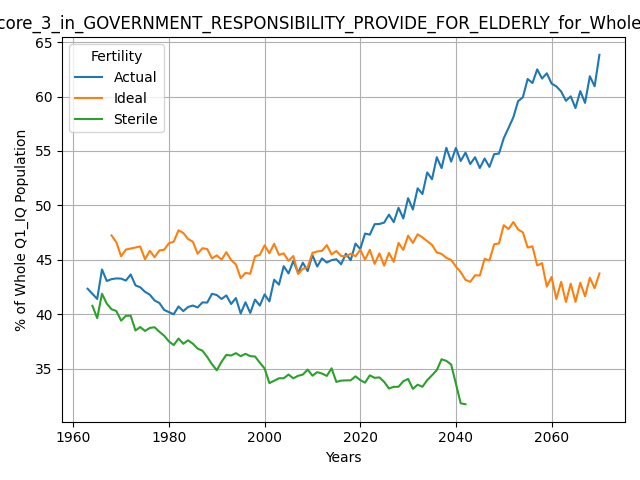 core_3_in_GOVERNMENT_RESPONSIBILITY_PROVIDE_FOR_ELDERLY_for_Whole
65
60
55
50
45
40
35
% of Whole Q1_IQ Population
Fertility
Actual
Ideal
Sterile
1960 1980 2000 2020 2040 2060
Years